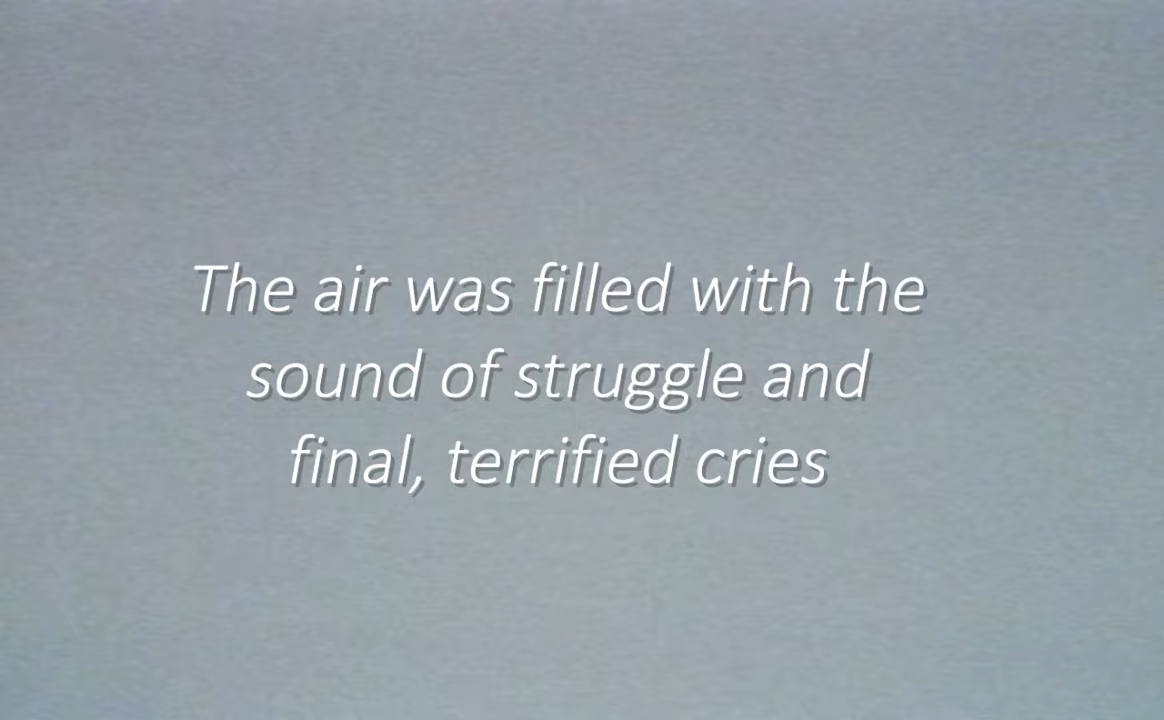 The air was filled with the
sound of struggle and
final, terrified cries